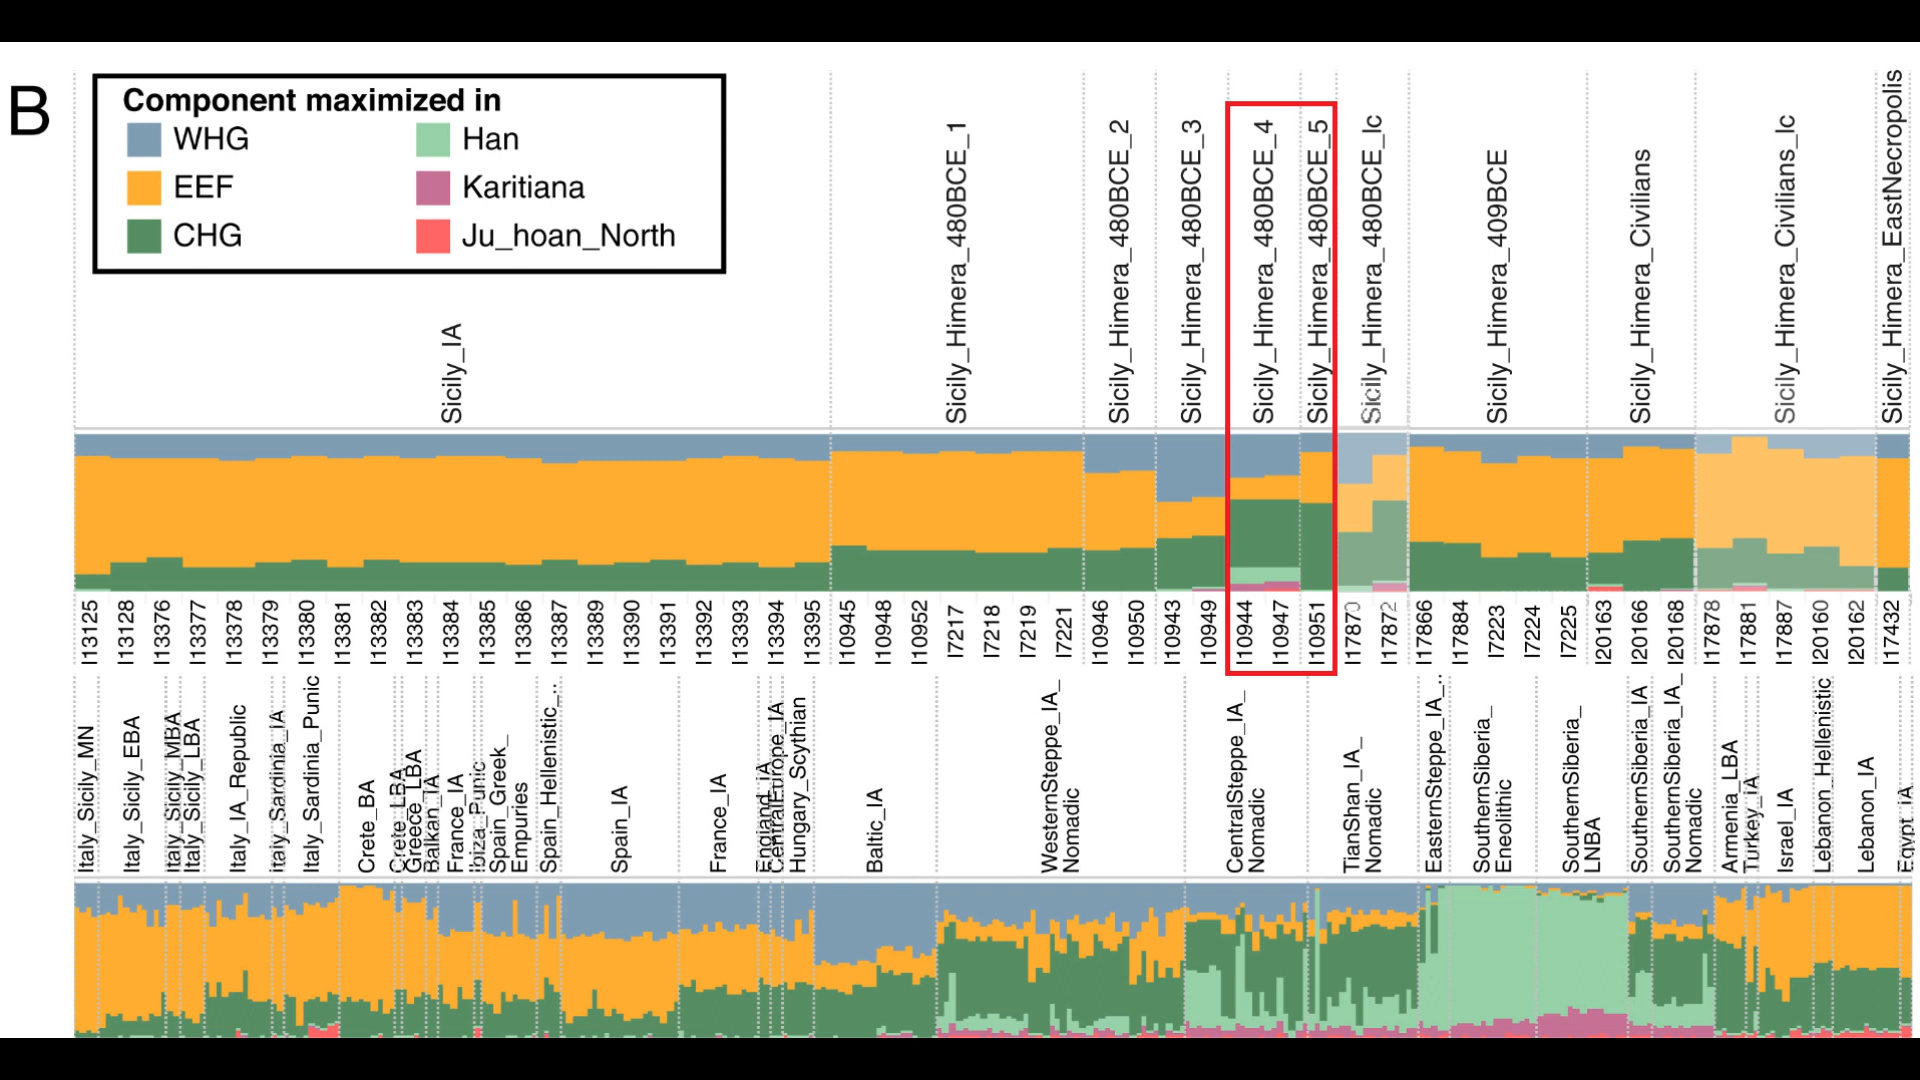 B
Component maximized in
WHG
Han
EEF
Karitiana
CHG
Ju_hoan_North
Sicily_IA
Sicily_Himera_480BCE_1
Sicily_Himera_480BCE_2
Sicily_Himera_480BCE_3
Sicily_Himera_480BCE_4
Sicily_Himera_480BCE_5
Sicily_Himera_480BCE_lc
Sicily_Himera_409BCE
Sicily_Himera_Civilians
Sicily_Himera_Civilians_lc
Sicily_Himera_EastNecropolis
I13125
I13128
I13376
I13377
I13378
I13379
I13380
I13381
I13382
I13383
I13384
I13385
I13386
I13387
I13389
I13390
I13391
I13392
I13393
I13394
I13395
I10945
I10948
I10952
I7217
I7218
I7219
I7221
I10946
I10950
I10943
I10949
I10944
I10947
I10951
I17870
I17872
I17866
I17884
I7223
I7224
I7225
I20163
I20166
I20168
I17878
I17881
I17887
I20160
I20162
I17432
Italy_Sicily_MN
Italy_Sicily_EBA
Italy_Sicily_MBA
Italy_Sicily_LBA
Italy_IA_Republic
Italy_Sardinia_IA
Italy_Sardinia_Punic
Crete_BA
Crete_LBA
Greece_LBA
Balkan_IA
France_IA
Ibiza_Punic
Spain_Greek_
Empuries
Spain_Hellenistic_..
Spain_IA
France_IA
England_IA
CentralEurope_IA
Hungary_Scythian
Baltic_IA
WesternSteppe_IA_
Nomadic
CentralSteppe_IA_
Nomadic
TianShan_IA_
Nomadic
EasternSteppe_IA_..
SouthernSiberia_
Eneolithic
SouthernSiberia_
LNBA
SouthernSiberia_IA
SouthernSiberia_IA_
Nomadic
Armenia_LBA
Turkey_IA
Israel_IA
Lebanon_Hellenistic
Lebanon_IA
Egypt_IA